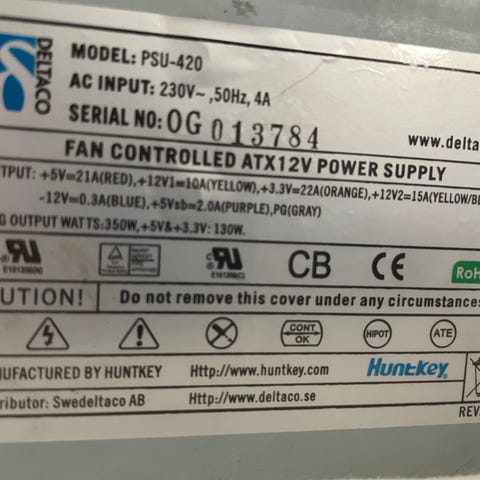 DELTACO
MODEL: PSU-420
AC INPUT: 230V~ ,50Hz, 4A
SERIAL NO: OG 013784
www.delta
FAN CONTROLLED ATX12V POWER SUPPLY
TPUT: +5V=21A(RED),+12V1=10A(YELLOW),+3.3V=22A(ORANGE),+12V2=15A(YELLOW/BL
-12V=0.3A(BLUE),+5Vsb=2.0A(PURPLE),PG(GRAY)
G OUTPUT WATTS:350W,+5V&+3.3V: 130W.
CB CE RoH
UTION! Do not remove this cover under any circumstances
CONT OK HIPOT ATE
NUFACTURED BY HUNTKEY Http://www.huntkey.com HuntKey
ributor: Swedeltaco AB Http://www.deltaco.se
REV